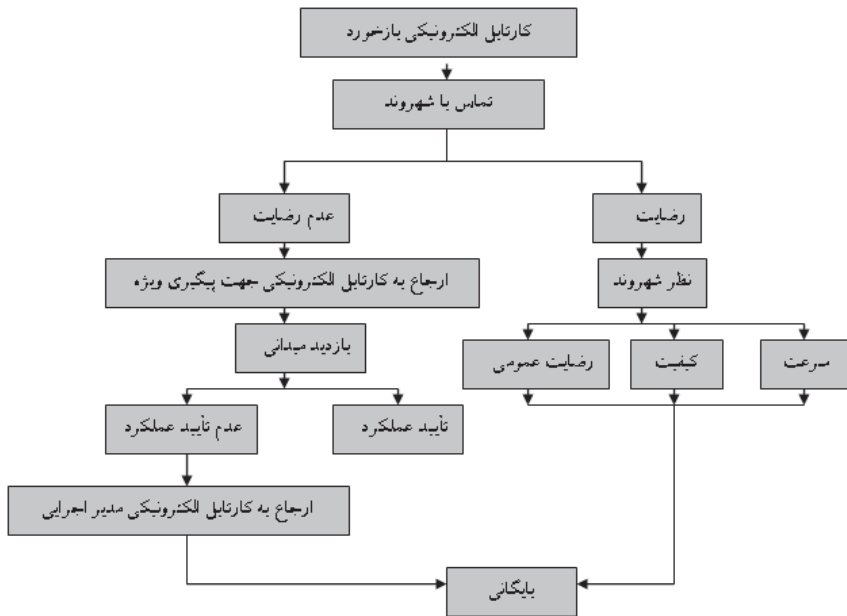 کارتابل الکترونیکی بازخورد
تماس با شهروند
رضایت
عدم رضایت
نظر شهروند
ارجاع به کارتابل الکترونیکی جهت پیگیری ویژه
سرعت
کیفیت
رضایت عمومی
بازدید میدانی
تأیید عملکرد
عدم تأیید عملکرد
ارجاع به کارتابل الکترونیکی مدیر اجرایی
بایگانی